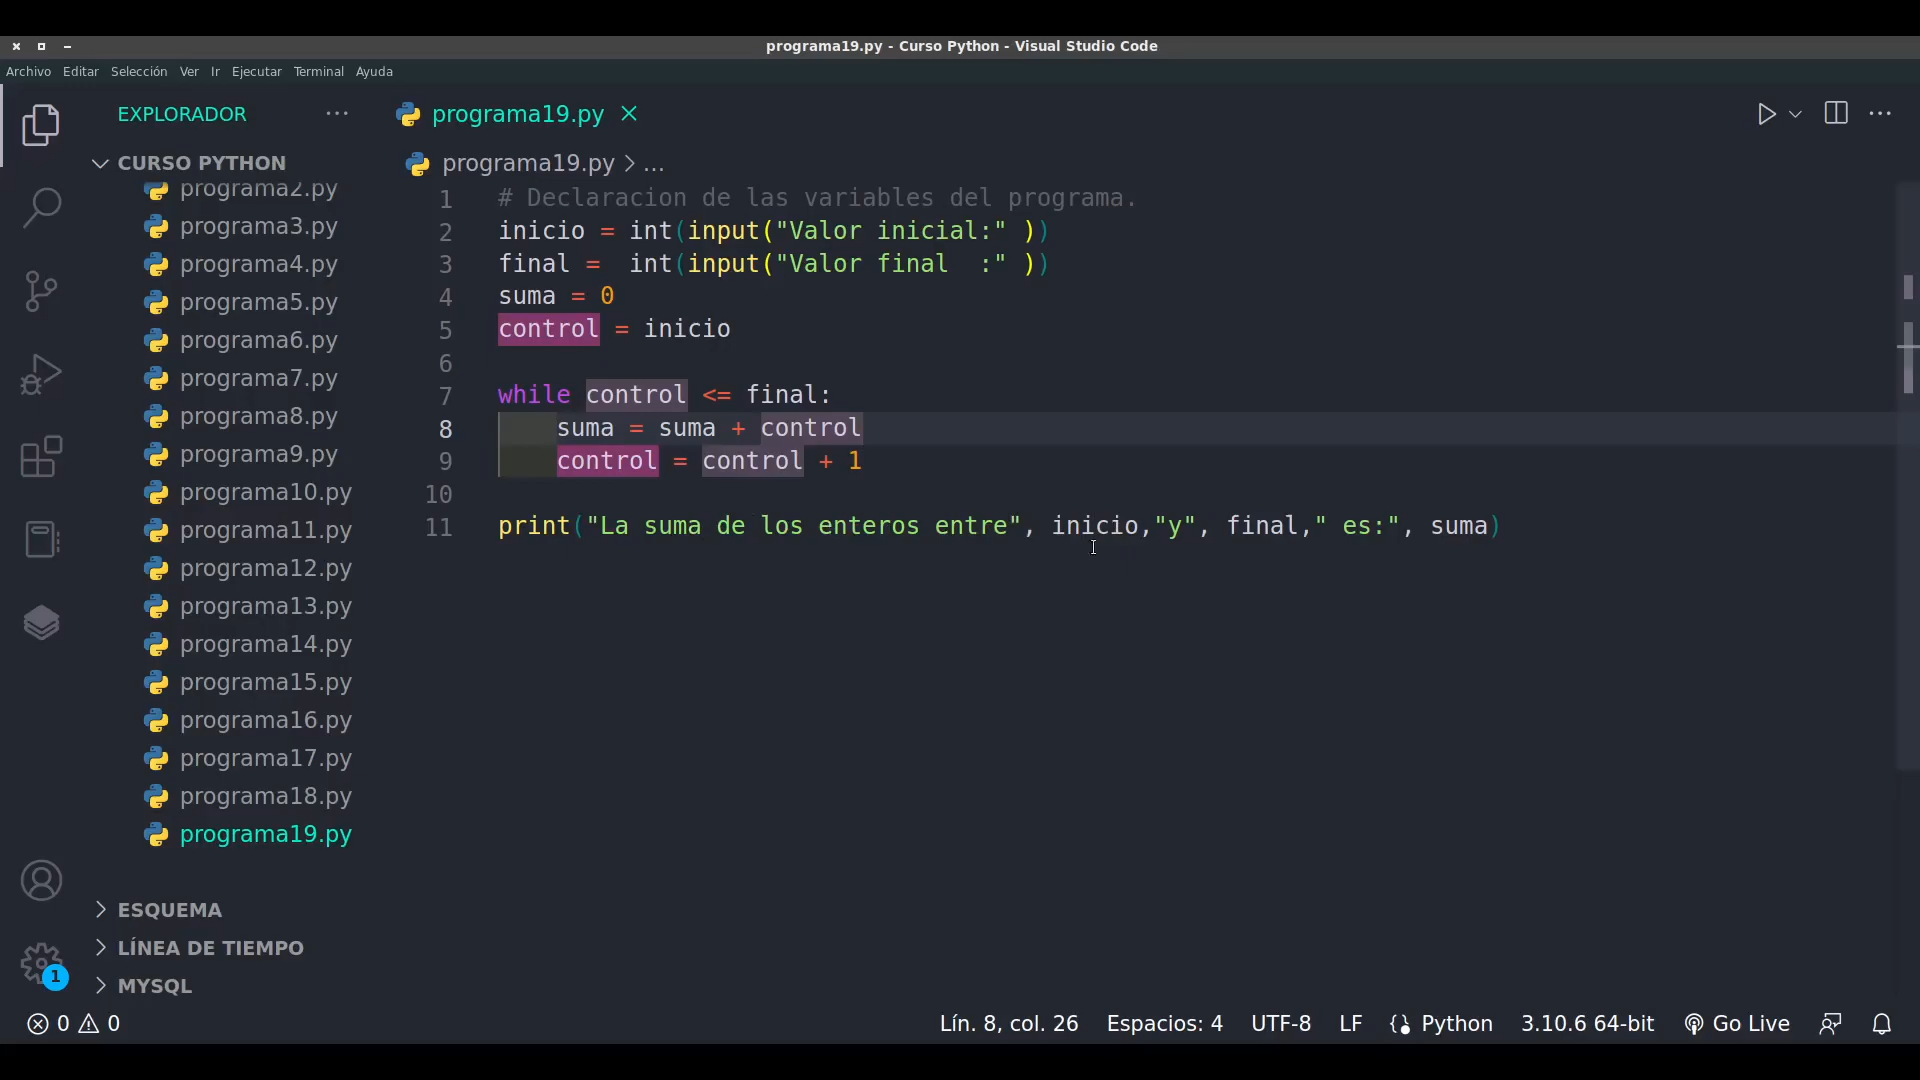 programa19.py - Curso Python - Visual Studio Code
Archivo Editar Selección Ver Ir Ejecutar Terminal Ayuda
EXPLORADOR
CURSO PYTHON
programa2.py
programa3.py
programa4.py
programa5.py
programa6.py
programa7.py
programa8.py
programa9.py
programa10.py
programa11.py
programa12.py
programa13.py
programa14.py
programa15.py
programa16.py
programa17.py
programa18.py
programa19.py
ESQUEMA
LÍNEA DE TIEMPO
MYSQL
1
programa19.py
programa19.py > ...
1 # Declaracion de las variables del programa.
2 inicio = int(input("Valor inicial:" ))
3 final =  int(input("Valor final  :" ))
4 suma = 0
5 control = inicio
6
7 while control <= final:
8     suma = suma + control
9     control = control + 1
10
11 print("La suma de los enteros entre", inicio,"y", final," es:", suma)
0 0 Lín. 8, col. 26 Espacios: 4 UTF-8 LF Python 3.10.6 64-bit Go Live